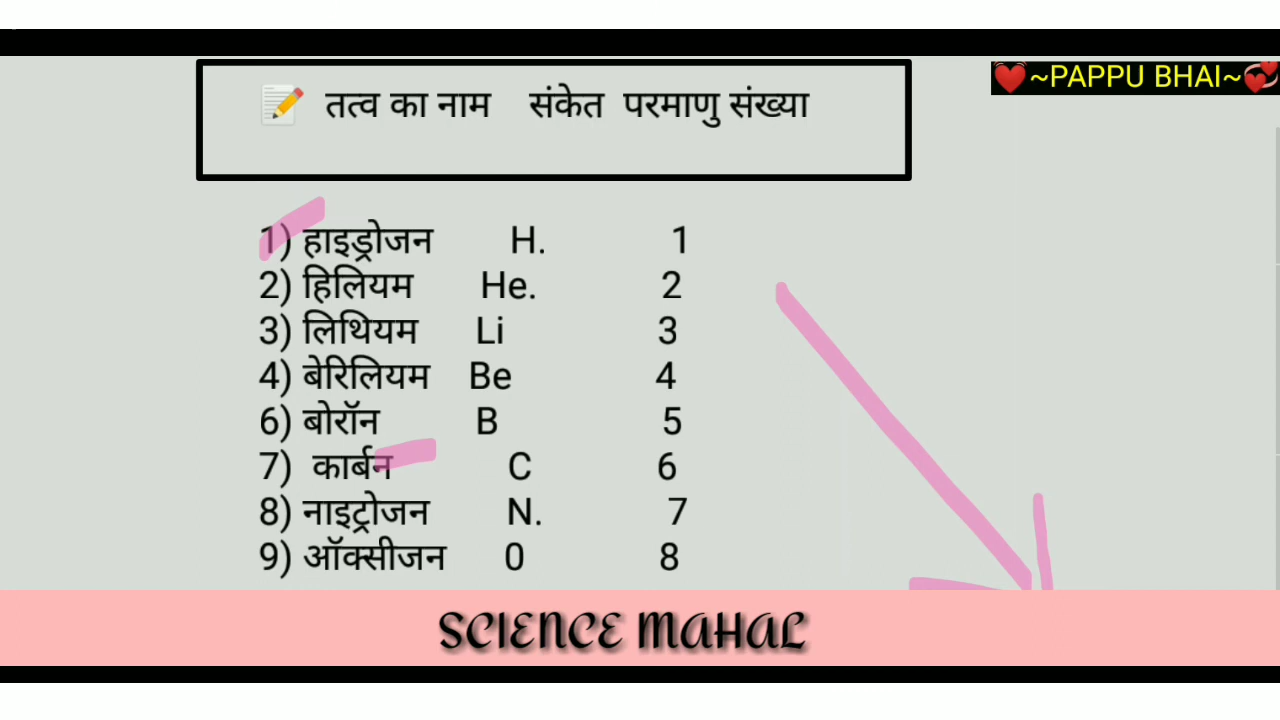 ~PAPPU BHAI~
तत्व का नाम संकेत परमाणु संख्या
1) हाइड्रोजन H. 1
2) हिलियम He. 2
3) लिथियम Li 3
4) बेरिलियम Be 4
6) बोरॉन B 5
7) कार्बन C 6
8) नाइट्रोजन N. 7
9) ऑक्सीजन 0 8
SCIENCE MAHAL